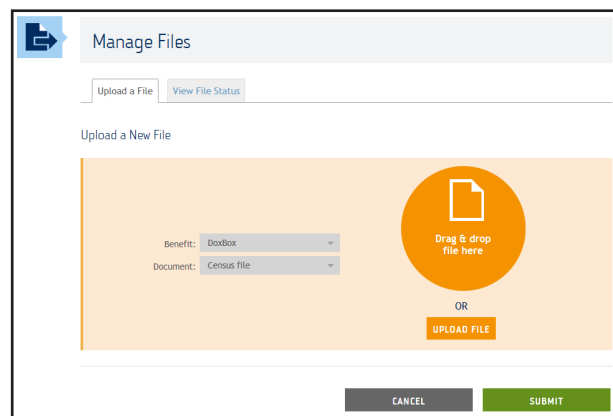 Manage Files
Upload a File
View File Status
Upload a New File
Benefit: DoxBox
Document: Census file
Drag & drop
file here
OR
UPLOAD FILE
CANCEL
SUBMIT